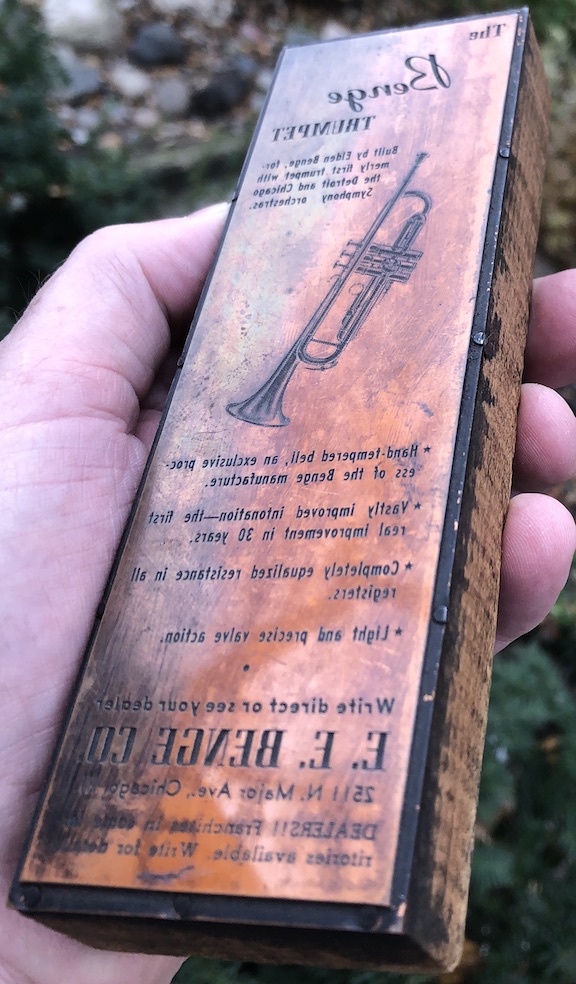 The
Benge
TRUMPET
Built by Elden Benge, for-
merly first trumpet with
the Detroit and Chicago
Symphony orchestras.
★ Hand-tempered bell, an exclusive proc-
ess of the Benge manufacture.
★ Vastly improved intonation—the first
real improvement in 30 years.
★ Completely equalized resistance in all
registers.
★ Light and precise valve action.
Write direct or see your dealer
E. E. BENGE CO.
2511 N. Major Ave., Chicago
DEALERS!! Franchises in some
ritories available. Write for